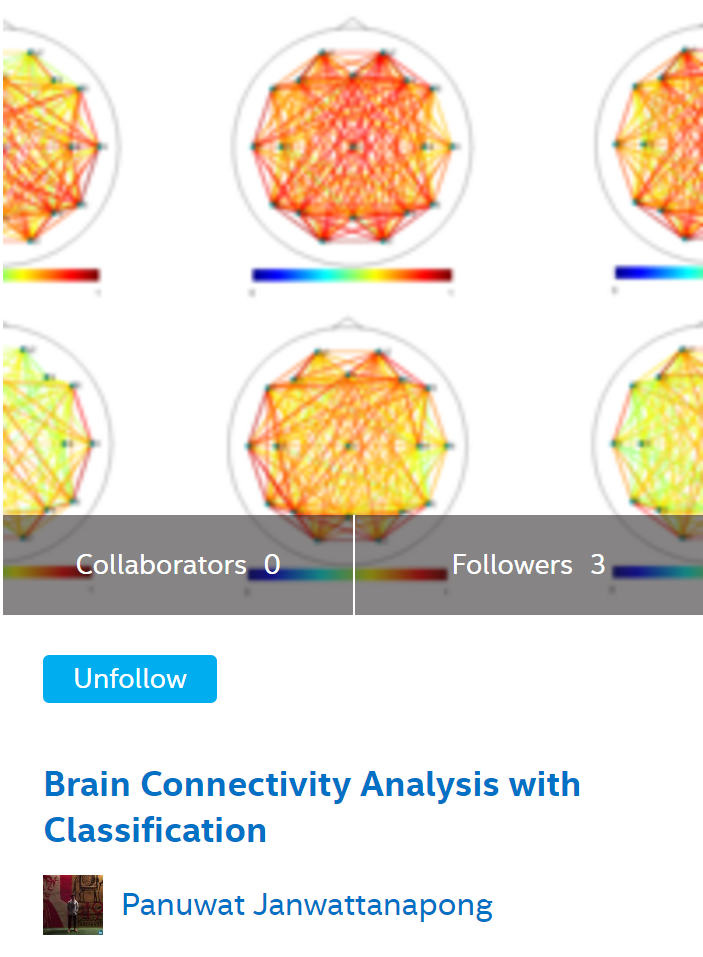 Collaborators 0
Followers 3
Unfollow
Brain Connectivity Analysis with
Classification
Panuwat Janwattanapong